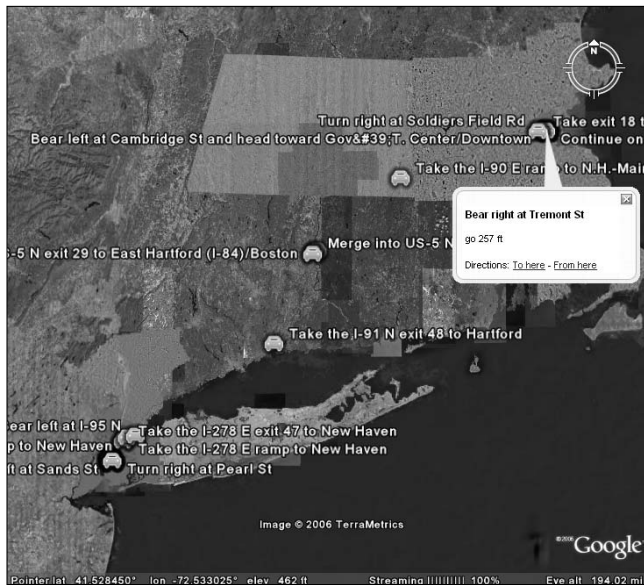 N
Turn right at Soldiers Field Rd
Take exit 18 t
Bear left at Cambridge St and head toward Gov&#39;T. Center/Downtown
Continue on
Take the I-90 E ramp to N.H.-Main
Bear right at Tremont St
go 257 ft
Directions: To here - From here
S-5 N exit 29 to East Hartford (I-84)/Boston
Merge into US-5 N
Take the I-91 N exit 48 to Hartford
Bear left at I-95 N
Take the I-278 E exit 47 to New Haven
p to New Haven
Take the I-278 E ramp to New Haven
ft at Sands St
Turn right at Pearl St
Image © 2006 TerraMetrics
©2006 Google
Pointer lat 41.528450° lon -72.533025° elev 462 ft
Streaming |||||||||| 100%
Eye alt 194.02 mi